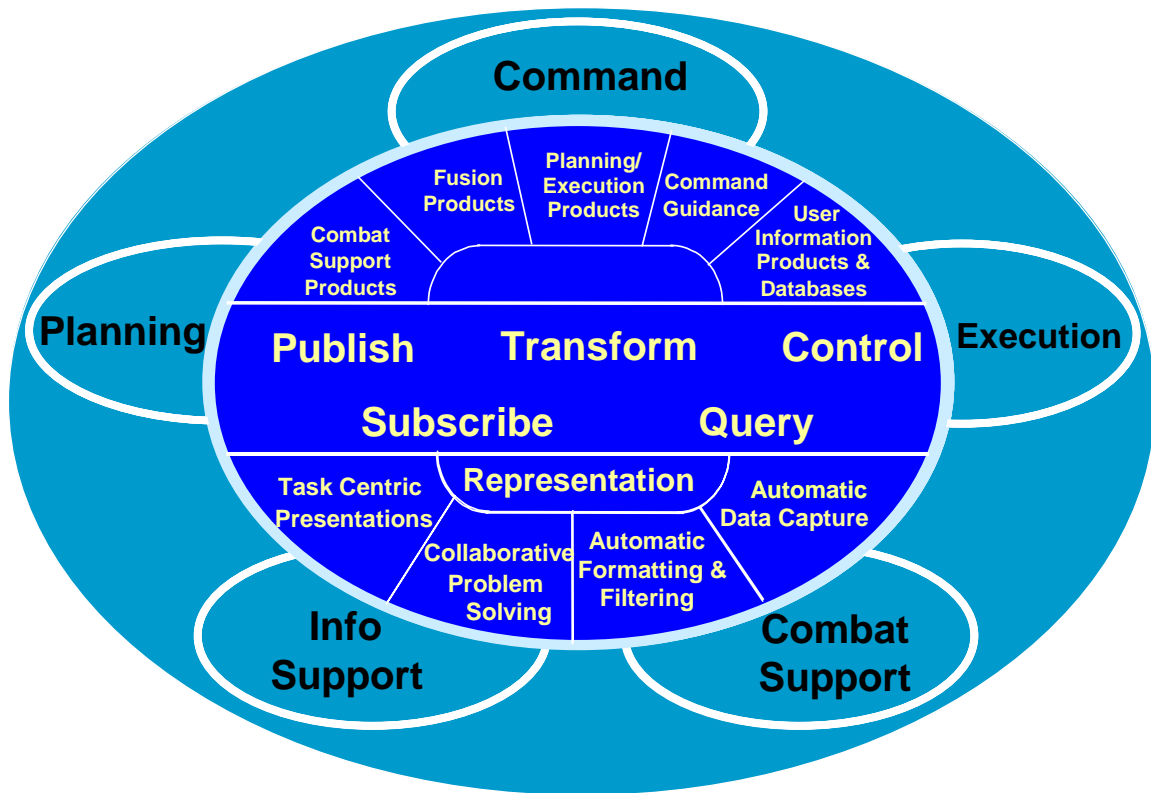 Command
Fusion
Products
Planning/
Execution
Products
Command
Guidance
Combat
Support
Products
User
Information
Products &
Databases
Planning
Execution
Publish
Transform
Control
Subscribe
Query
Representation
Task Centric
Presentations
Collaborative
Problem
Solving
Automatic
Formatting &
Filtering
Automatic
Data Capture
Info
Support
Combat
Support